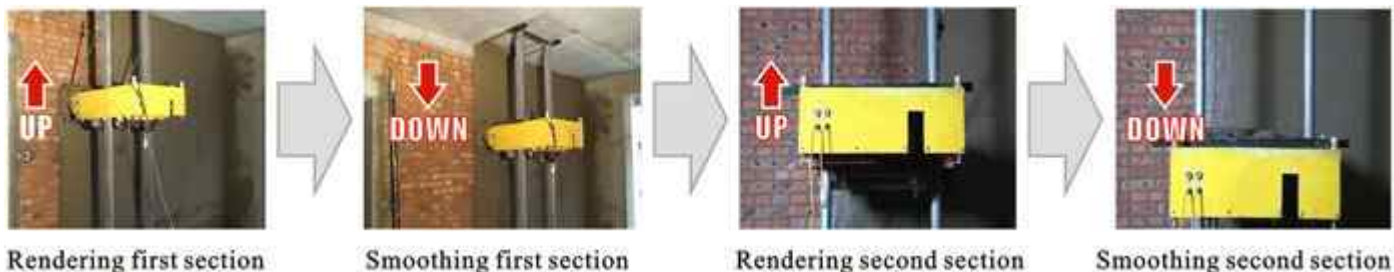 UP
DOWN
UP
DOWN
Rendering first section
Smoothing first section
Rendering second section
Smoothing second section